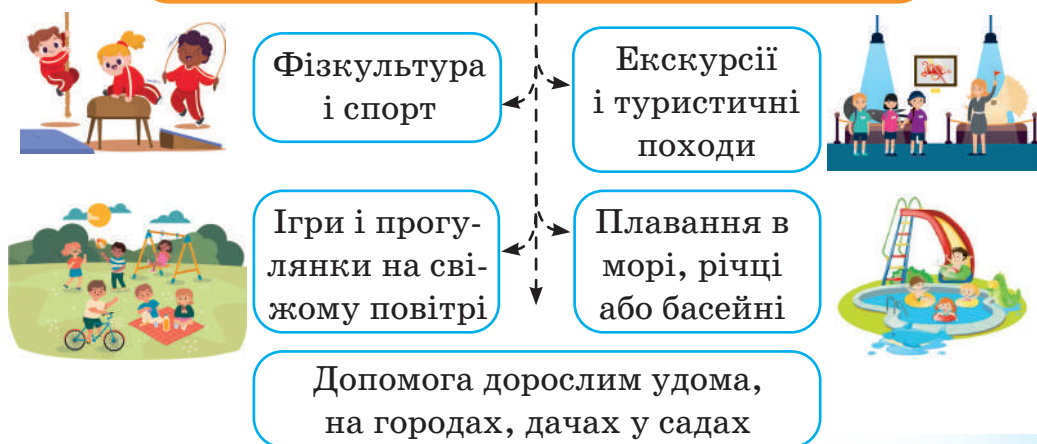 Фізкультура
і спорт
Екскурсії
і туристичні
походи
Ігри і прогу-
лянки на сві-
жому повітрі
Плавання в
морі, річці
або басейні
Допомога дорослим удома,
на городах, дачах у садах